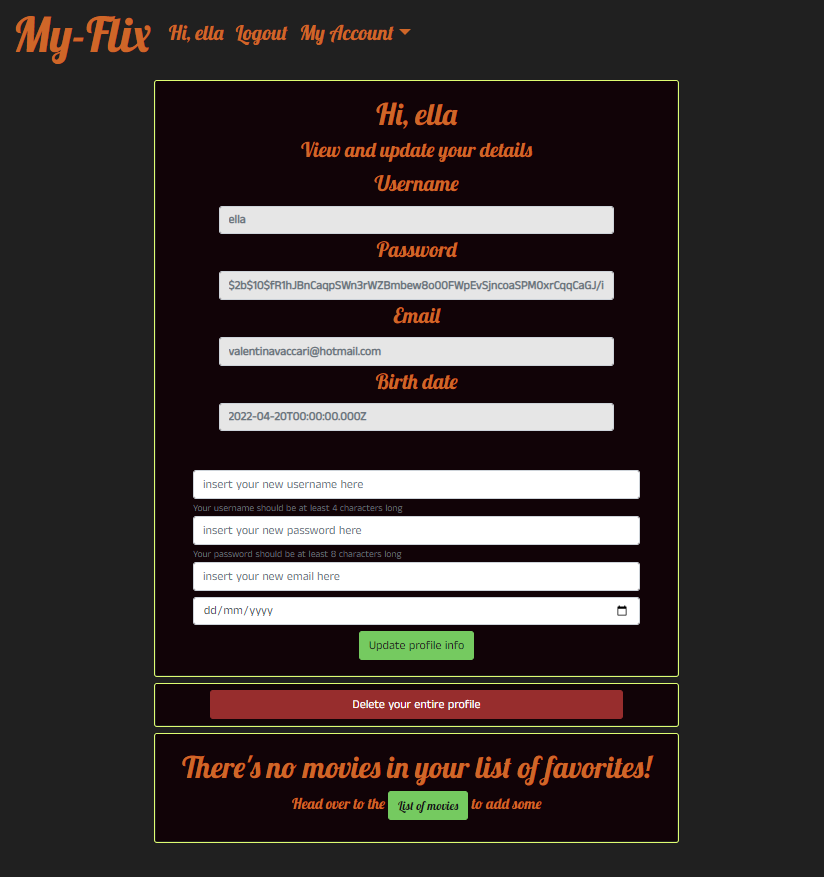 My-Flix Hi, ella Logout My Account
Hi, ella
View and update your details
Username
ella
Password
$2b$10$fR1hJBnCaqpSWn3rWZBmbew8o00FWpEvSjncoaSPM0xrCqqCaGJ/i
Email
valentinavaccari@hotmail.com
Birth date
2022-04-20T00:00:00.000Z
insert your new username here
Your username should be at least 4 characters long
insert your new password here
Your password should be at least 8 characters long
insert your new email here
dd/mm/yyyy
Update profile info
Delete your entire profile
There's no movies in your list of favorites!
Head over to the List of movies to add some